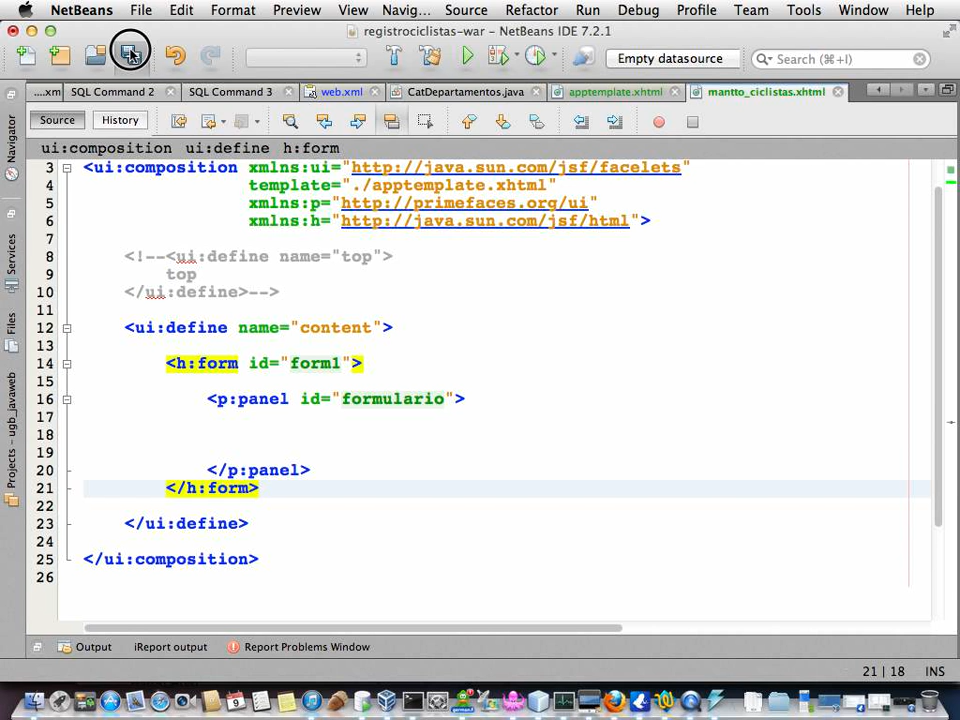 NetBeans File Edit Format Preview View Navig... Source Refactor Run Debug Profile Team Tools Window Help
registrociclistas-war - NetBeans IDE 7.2.1
Empty datasource
Search (⌘+I)
....xm SQL Command 2 SQL Command 3 web.xml CatDepartamentos.java apptemplate.xhtml mantto_ciclistas.xhtml
Source History
ui:composition ui:define h:form
Navigator
Services
Files
Projects - ugb_javaweb
3 <ui:composition xmlns:ui="http://java.sun.com/jsf/facelets"
4 template="./apptemplate.xhtml"
5 xmlns:p="http://primefaces.org/ui"
6 xmlns:h="http://java.sun.com/jsf/html">
7
8 <!--<ui:define name="top">
9 top
10 </ui:define>-->
11
12 <ui:define name="content">
13
14 <h:form id="form1">
15
16 <p:panel id="formulario">
17
18
19
20 </p:panel>
21 </h:form>
22
23 </ui:define>
24
25 </ui:composition>
26
Output iReport output Report Problems Window
21 | 18 INS